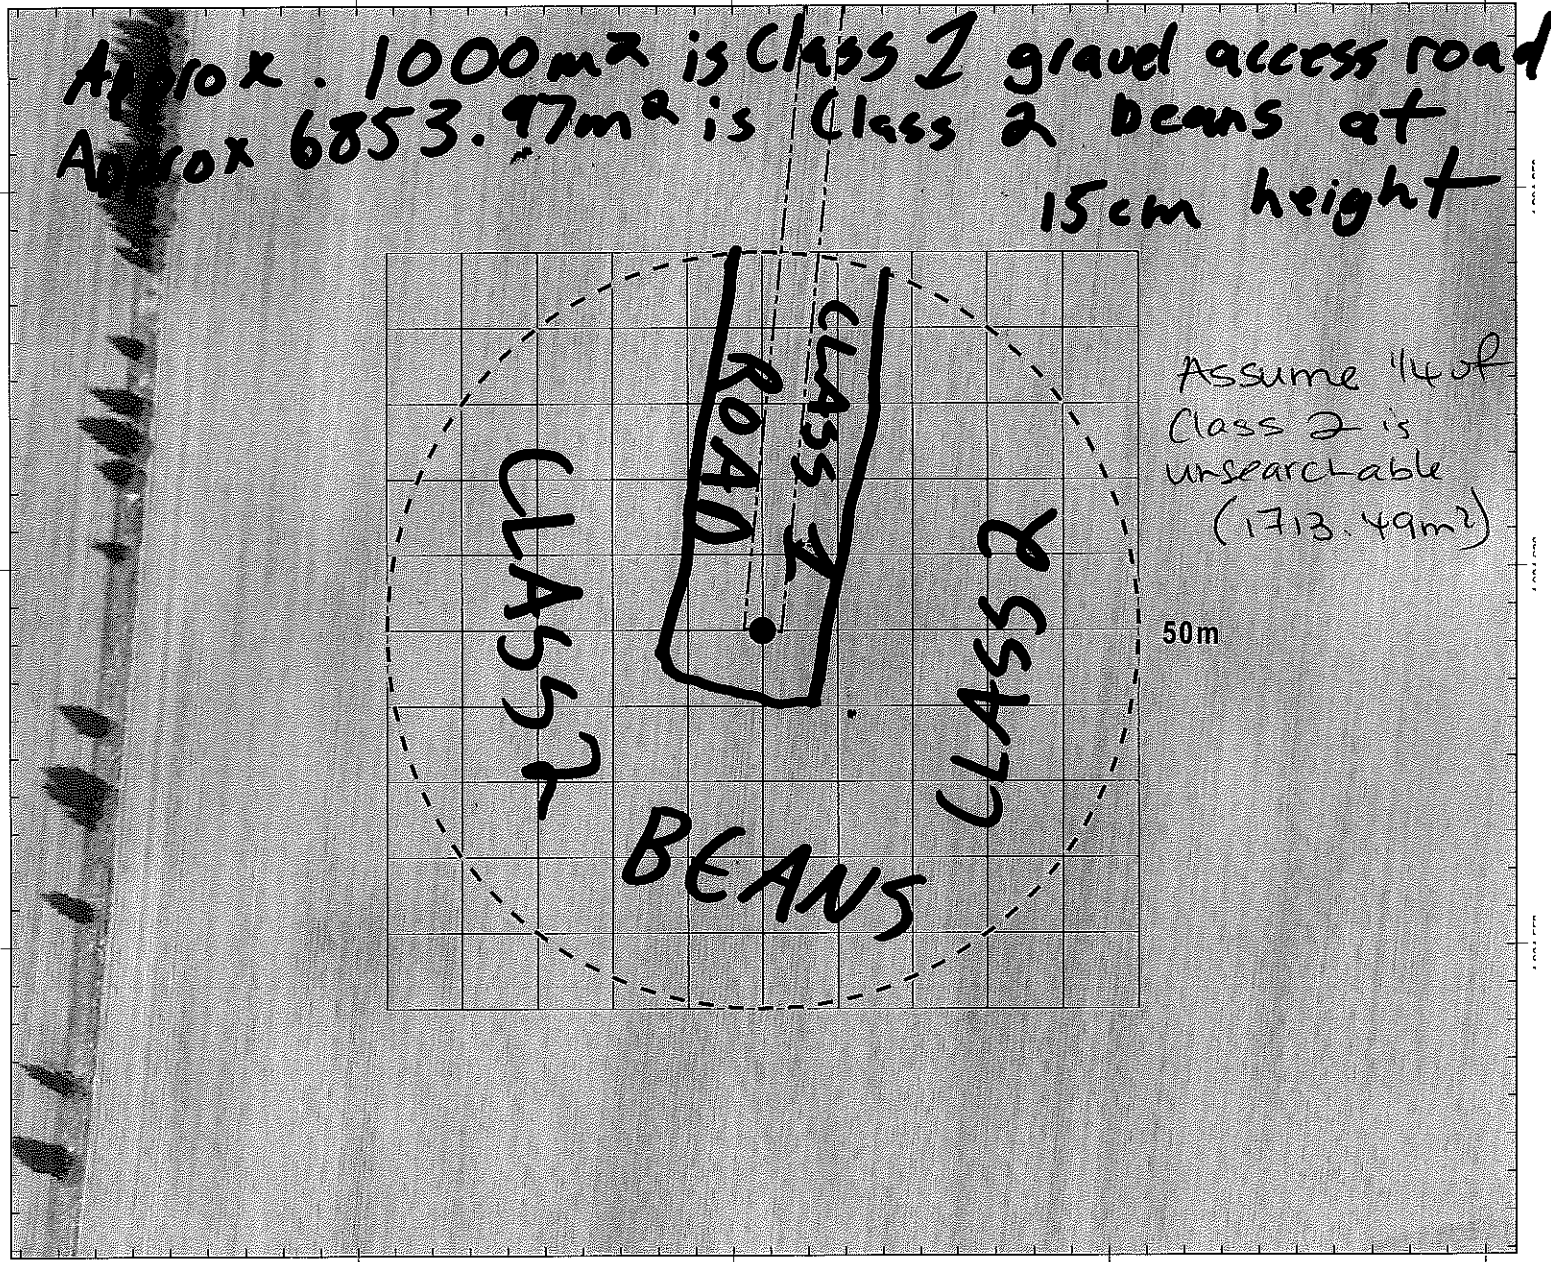 Approx. 1000m² is Class 1 gravel access road
Approx 6853.97m² is Class 2 beans at
15cm height
Assume 1/4 of
Class 2 is
unsearchable
(1713.49m²)
CLASS 1
ROAD
CLASS 2
CLASS 2
50m
BEANS